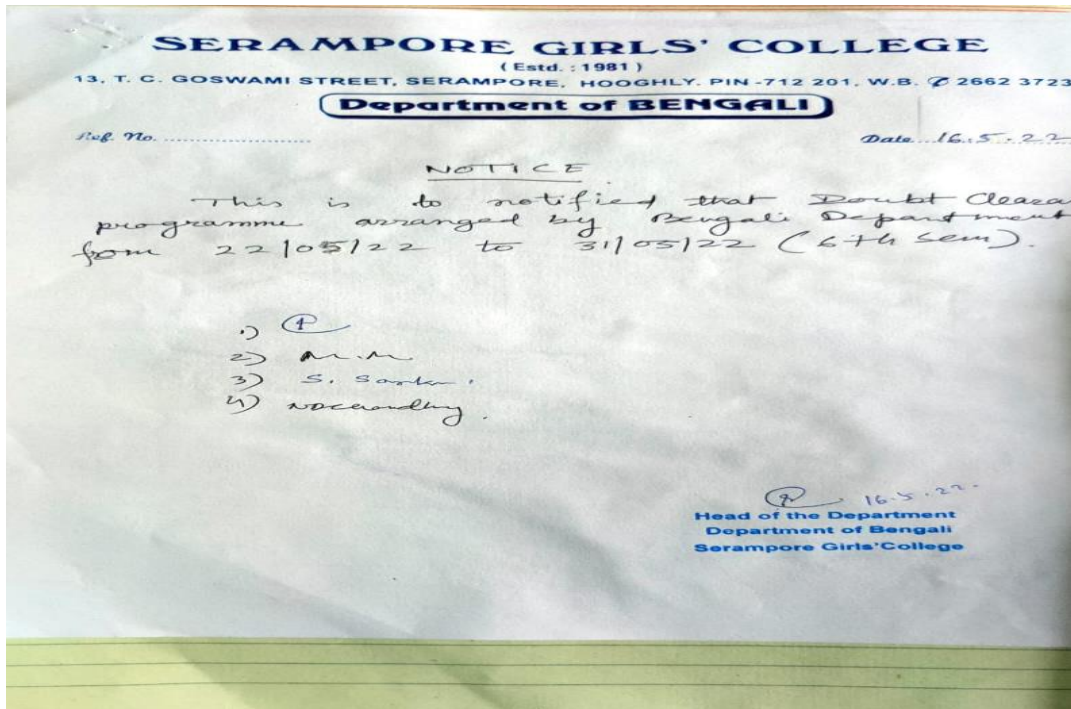 SERAMPORE GIRLS' COLLEGE
(Estd. : 1981)
13, T. C. GOSWAMI STREET, SERAMPORE, HOOGHLY. PIN-712 201, W.B. ✆ 2662 3723
Department of BENGALI
Ref. No. ........................ Date 16.5.22
NOTICE
This is to notified that Doubt Cleara
programme arranged by Bengali Department
from 22/05/22 to 31/05/22 (6th sem).
1)
2) M.M
3) S. Sarkar.
4)
16.5.22.
Head of the Department
Department of Bengali
Serampore Girls'College